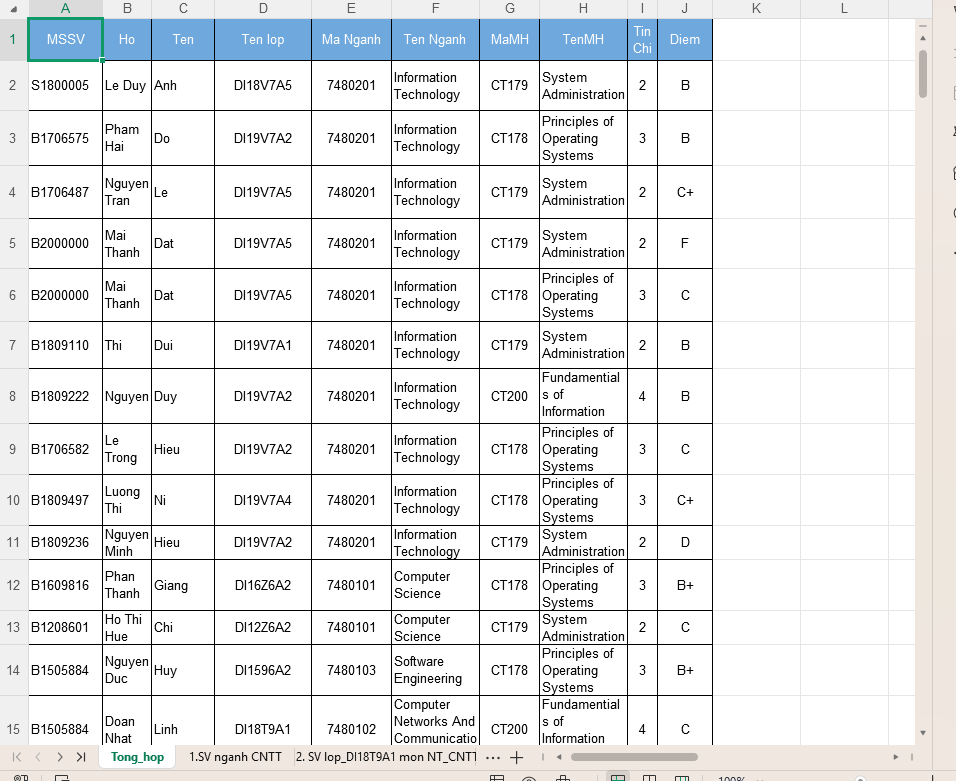 A B C D E F G H I J K L
1 MSSV Ho Ten Ten lop Ma Nganh Ten Nganh MaMH TenMH Tin Chi Diem
2 S1800005 Le Duy Anh DI18V7A5 7480201 Information Technology CT179 System Administration 2 B
3 B1706575 Pham Hai Do DI19V7A2 7480201 Information Technology CT178 Principles of Operating Systems 3 B
4 B1706487 Nguyen Tran Le DI19V7A5 7480201 Information Technology CT179 System Administration 2 C+
5 B2000000 Mai Thanh Dat DI19V7A5 7480201 Information Technology CT179 System Administration 2 F
6 B2000000 Mai Thanh Dat DI19V7A5 7480201 Information Technology CT178 Principles of Operating Systems 3 C
7 B1809110 Thi Dui DI19V7A1 7480201 Information Technology CT179 System Administration 2 B
8 B1809222 Nguyen Duy DI19V7A2 7480201 Information Technology CT200 Fundamentials of Information 4 B
9 B1706582 Le Trong Hieu DI19V7A2 7480201 Information Technology CT178 Principles of Operating Systems 3 C
10 B1809497 Luong Thi Ni DI19V7A4 7480201 Information Technology CT178 Principles of Operating Systems 3 C+
11 B1809236 Nguyen Minh Hieu DI19V7A2 7480201 Information Technology CT179 System Administration 2 D
12 B1609816 Phan Thanh Giang DI16Z6A2 7480101 Computer Science CT178 Principles of Operating Systems 3 B+
13 B1208601 Ho Thi Hue Chi DI12Z6A2 7480101 Computer Science CT179 System Administration 2 C
14 B1505884 Nguyen Duc Huy DI1596A2 7480103 Software Engineering CT178 Principles of Operating Systems 3 B+
15 B1505884 Doan Nhat Linh DI18T9A1 7480102 Computer Networks And Communicatio CT200 Fundamentals of Information 4 C
Tong_hop 1.SV nganh CNTT 2. SV lop_DI18T9A1 mon NT_CNTT ...
100%